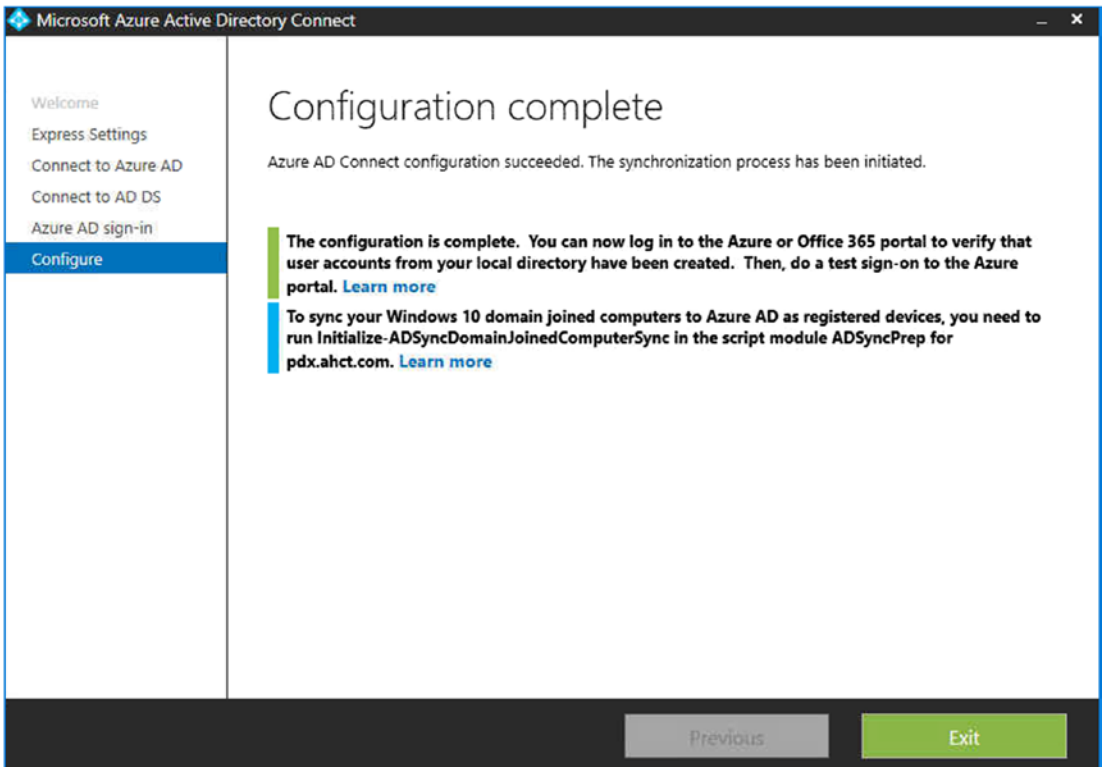 Microsoft Azure Active Directory Connect
Welcome
Express Settings
Connect to Azure AD
Connect to AD DS
Azure AD sign-in
Configure
Configuration complete
Azure AD Connect configuration succeeded. The synchronization process has been initiated.
The configuration is complete. You can now log in to the Azure or Office 365 portal to verify that
user accounts from your local directory have been created. Then, do a test sign-on to the Azure
portal. Learn more
To sync your Windows 10 domain joined computers to Azure AD as registered devices, you need to
run Initialize-ADSyncDomainJoinedComputerSync in the script module ADSyncPrep for
pdx.ahct.com. Learn more
Previous
Exit